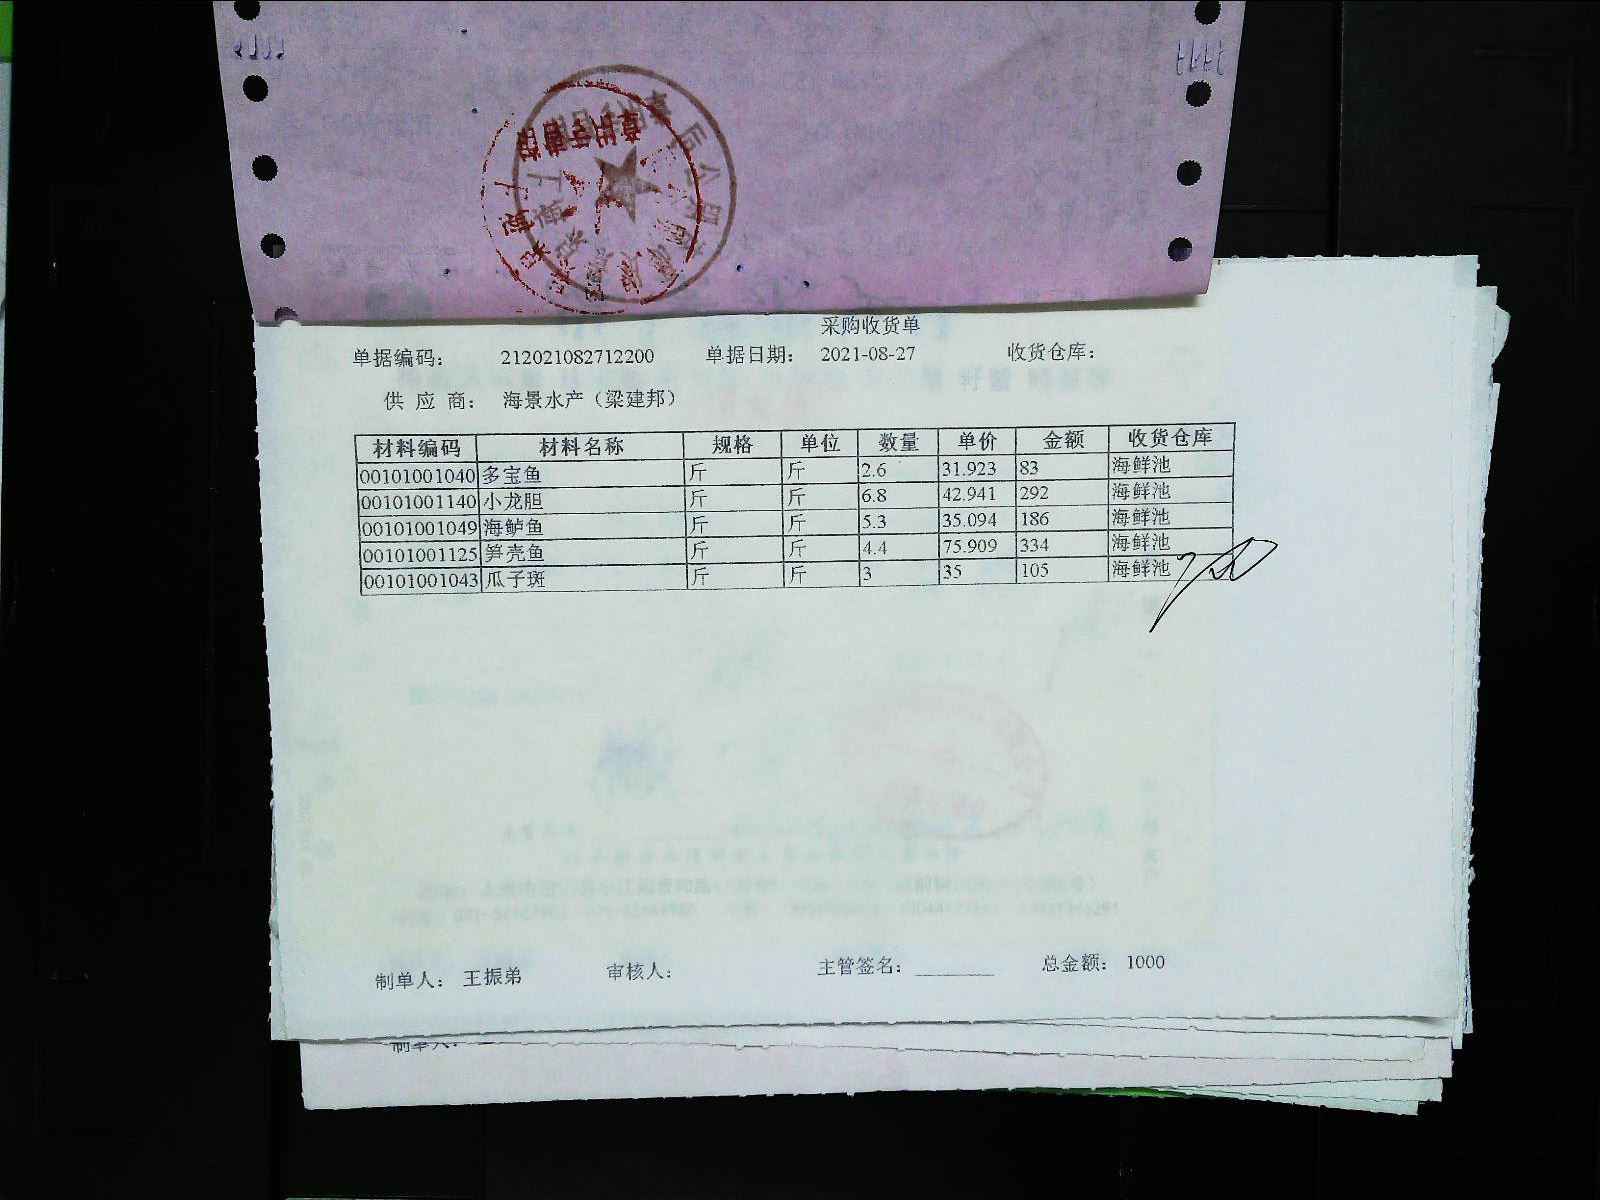 采购收货单
单据编码： 212021082712200 单据日期： 2021-08-27 收货仓库：
供 应 商： 海景水产（梁建邦）
材料编码 材料名称 规格 单位 数量 单价 金额 收货仓库
00101001040 多宝鱼 斤 斤 2.6 31.923 83 海鲜池
00101001140 小龙胆 斤 斤 6.8 42.941 292 海鲜池
00101001049 海鲈鱼 斤 斤 5.3 35.094 186 海鲜池
00101001125 笋壳鱼 斤 斤 4.4 75.909 334 海鲜池
00101001043 瓜子斑 斤 斤 3 35 105 海鲜池
制单人： 王振弟 审核人： 主管签名： ________ 总金额： 1000
制单人：